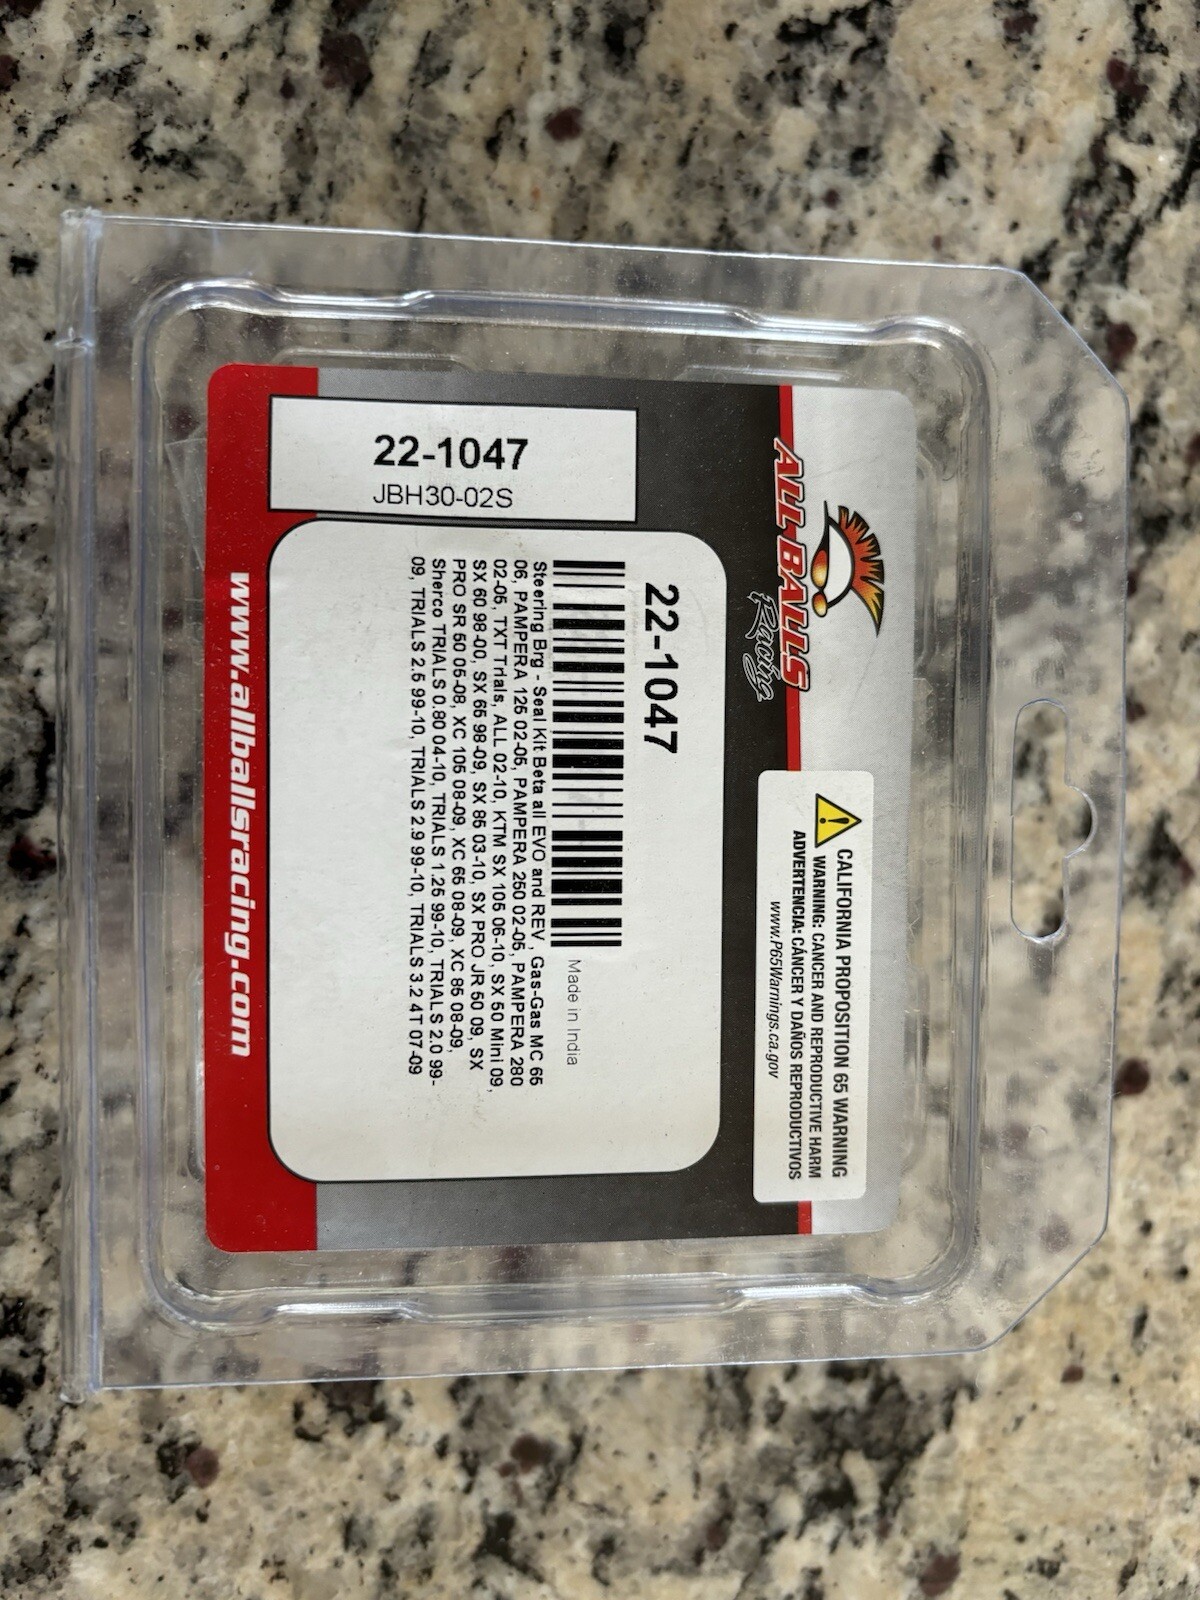 22-1047
JBH30-02S
ALL BALLS
Racing
CALIFORNIA PROPOSITION 65 WARNING
WARNING: CANCER AND REPRODUCTIVE HARM
ADVERTENCIA: CÁNCER Y DAÑOS REPRODUCTIVOS
www.P65Warnings.ca.gov
22-1047
Made in India
Steering Brg - Seal Kit Beta all EVO and REV , Gas-Gas MC 65
06, PAMPERA 125 02-05, PAMPERA 250 02-05, PAMPERA 280
02-05, TXT Trials, ALL 02-10, KTM SX 105 06-10, SX 50 Mini 09,
SX 60 98-00, SX 65 98-09, SX 85 03-10, SX PRO JR 50 09, SX
PRO SR 50 05-08, XC 105 08-09, XC 65 08-09, XC 85 08-09,
Sherco TRIALS 0.80 04-10, TRIALS 1.25 99-10, TRIALS 2.0 99-
09, TRIALS 2.5 99-10, TRIALS 2.9 99-10, TRIALS 3.2 4T 07-09
www.allballsracing.com